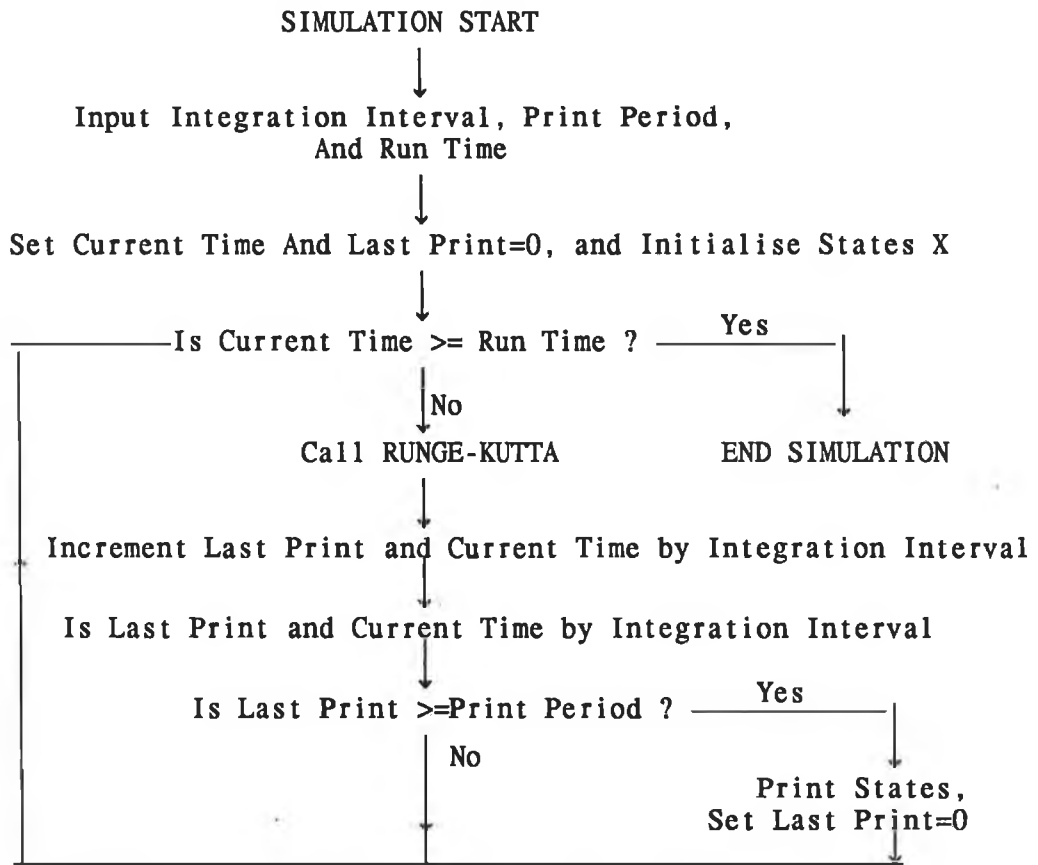 SIMULATION START
Input Integration Interval, Print Period,
And Run Time
Set Current Time And Last Print=0, and Initialise States X
Is Current Time >= Run Time ?
Yes
No
Call RUNGE-KUTTA
END SIMULATION
Increment Last Print and Current Time by Integration Interval
Is Last Print and Current Time by Integration Interval
Is Last Print >=Print Period ?
Yes
No
Print States,
Set Last Print=0